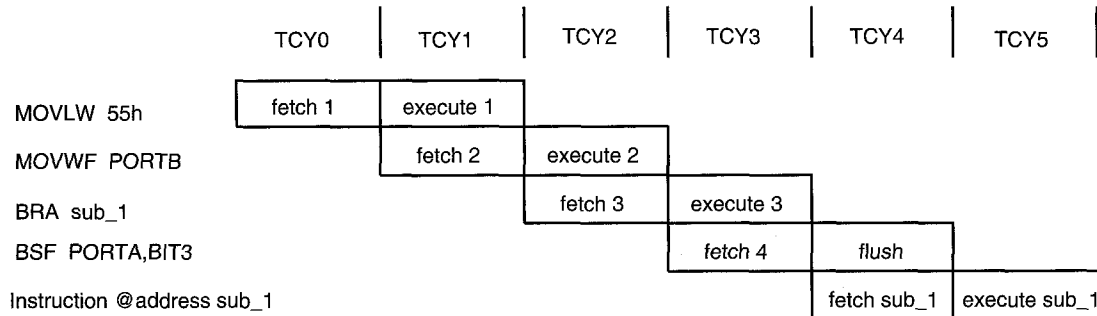 TCY0 TCY1 TCY2 TCY3 TCY4 TCY5
MOVLW 55h fetch 1 execute 1
MOVWF PORTB fetch 2 execute 2
BRA sub_1 fetch 3 execute 3
BSF PORTA,BIT3 fetch 4 flush
Instruction @address sub_1 fetch sub_1 execute sub_1